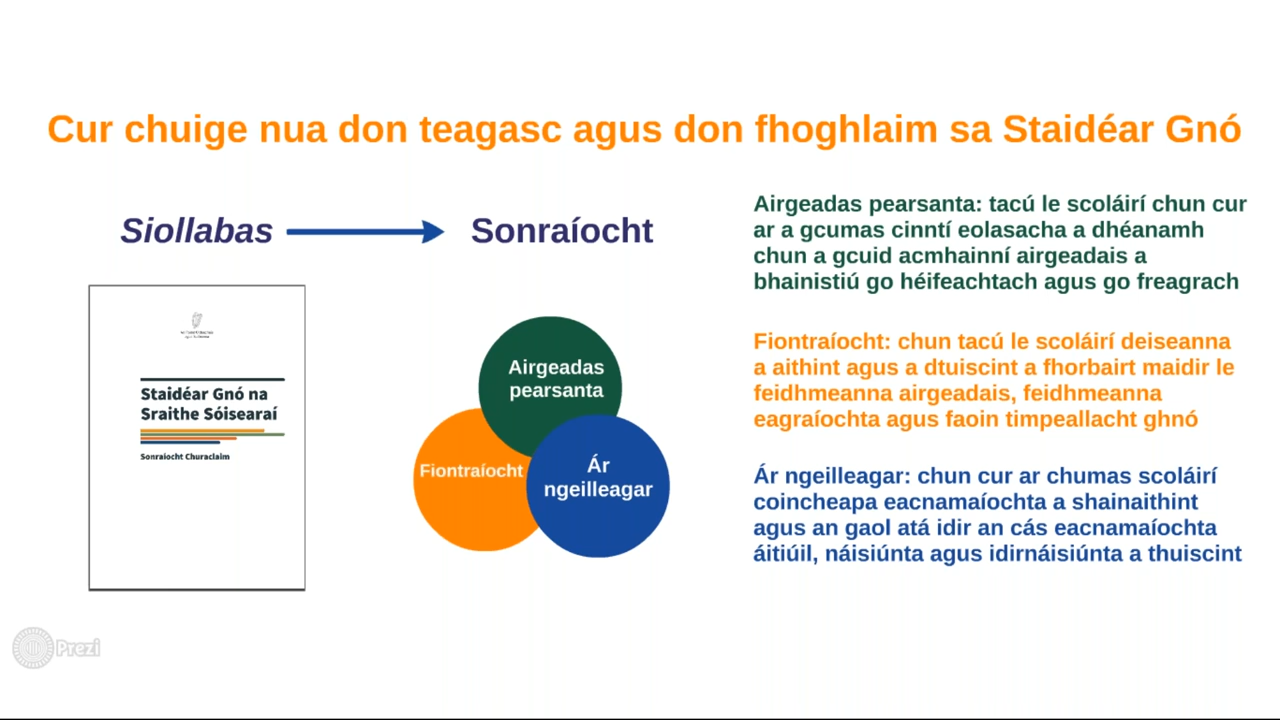 Cur chuige nua don teagasc agus don fhoghlaim sa Staidéar Gnó
Siollabas
Sonraíocht
Staidéar Gnó na
Sraithe Sóisearaí
Sonraíocht Churaclaim
Airgeadas
pearsanta
Fiontraíocht
Ár
ngeilleagar
Airgeadas pearsanta: tacú le scoláirí chun cur
ar a gcumas cinntí eolasacha a dhéanamh
chun a gcuid acmhainní airgeadais a
bhainistiú go héifeachtach agus go freagrach
Fiontraíocht: chun tacú le scoláirí deiseanna
a aithint agus a dtuiscint a fhorbairt maidir le
feidhmeanna airgeadais, feidhmeanna
eagraíochta agus faoin timpeallacht ghnó
Ár ngeilleagar: chun cur ar chumas scoláirí
coincheapa eacnamaíochta a shainaithint
agus an gaol atá idir an cás eacnamaíochta
áitiúil, náisiúnta agus idirnáisiúnta a thuiscint
Prezi